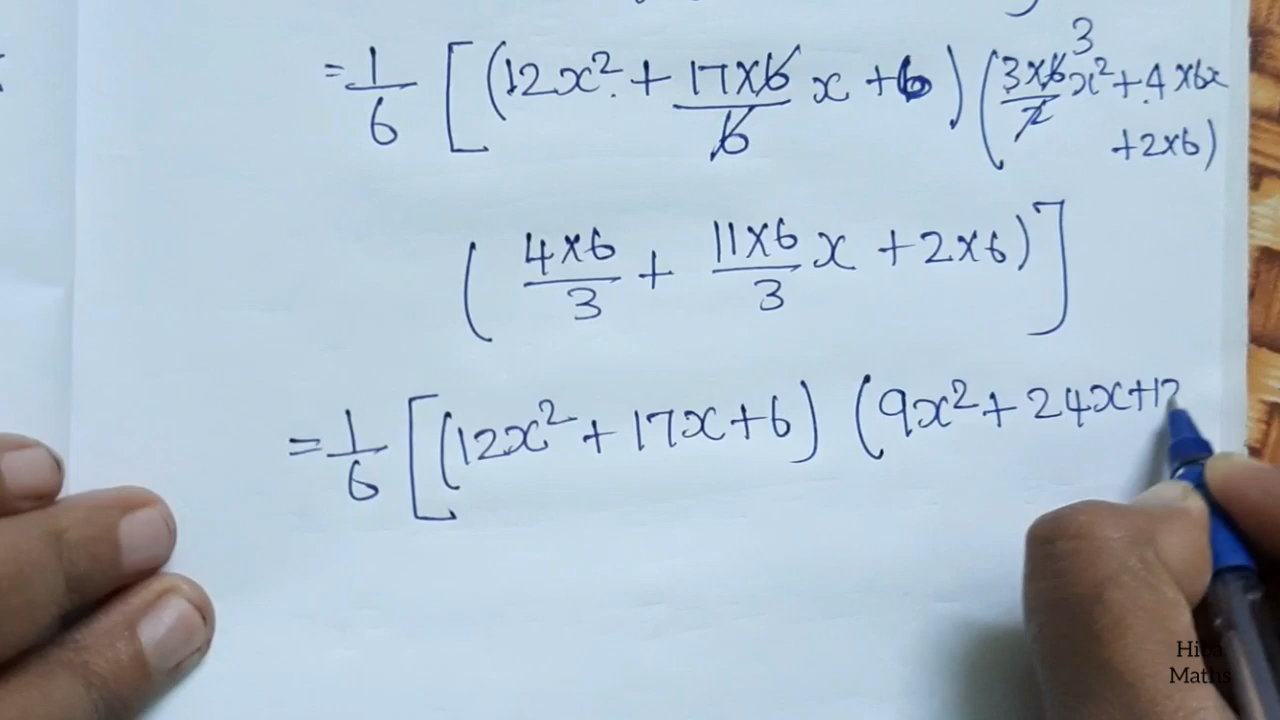 = 1/6 [(12x² + 17×6/6 x + 6) (3×6/2 x² + 4×6x
3
+2×6)
(4×6/3 + 11×6/3 x + 2×6)]
= 1/6 [(12x² + 17x + 6) (9x² + 24x + 12
Hiba
Maths